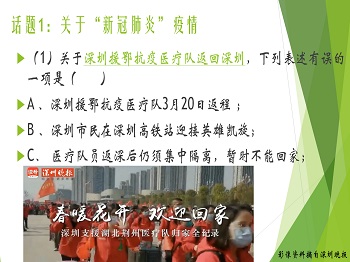 话题1：关于“新冠肺炎”疫情
（1）关于深圳援鄂抗疫医疗队返回深圳，下列表述有误的
一项是（　　）
A、深圳援鄂抗疫医疗队3月20日返程；
B、深圳市民在深圳高铁站迎接英雄凯旋；
C、 医疗队员返深后仍须集中隔离，暂时不能回家；
深圳晚报
春暖花开 欢迎回家
深圳支援湖北荆州医疗队归家全纪录
影像资料摘自深圳晚报